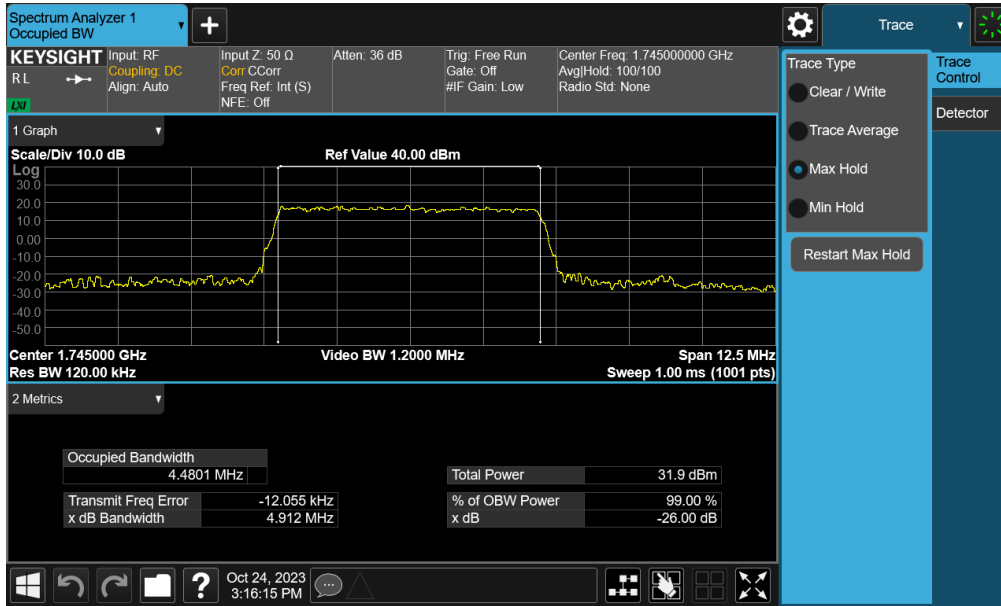 Spectrum Analyzer 1
Occupied BW
+
Trace
KEYSIGHT
R L
LXI
Input: RF
Coupling: DC
Align: Auto
Input Z: 50 Ω
Corr CCorr
Freq Ref: Int (S)
NFE: Off
Atten: 36 dB
Trig: Free Run
Gate: Off
#IF Gain: Low
Center Freq: 1.745000000 GHz
Avg|Hold: 100/100
Radio Std: None
1 Graph
Scale/Div 10.0 dB
Ref Value 40.00 dBm
Log
30.0
20.0
10.0
0.00
-10.0
-20.0
-30.0
-40.0
-50.0
Center 1.745000 GHz
Video BW 1.2000 MHz
Span 12.5 MHz
Res BW 120.00 kHz
Sweep 1.00 ms (1001 pts)
2 Metrics
Occupied Bandwidth
4.4801 MHz
Total Power 31.9 dBm
Transmit Freq Error -12.055 kHz
% of OBW Power 99.00 %
x dB Bandwidth 4.912 MHz
x dB -26.00 dB
Trace Type
Clear / Write
Trace Average
Max Hold
Min Hold
Restart Max Hold
Trace
Control
Detector
?
Oct 24, 2023
3:16:15 PM